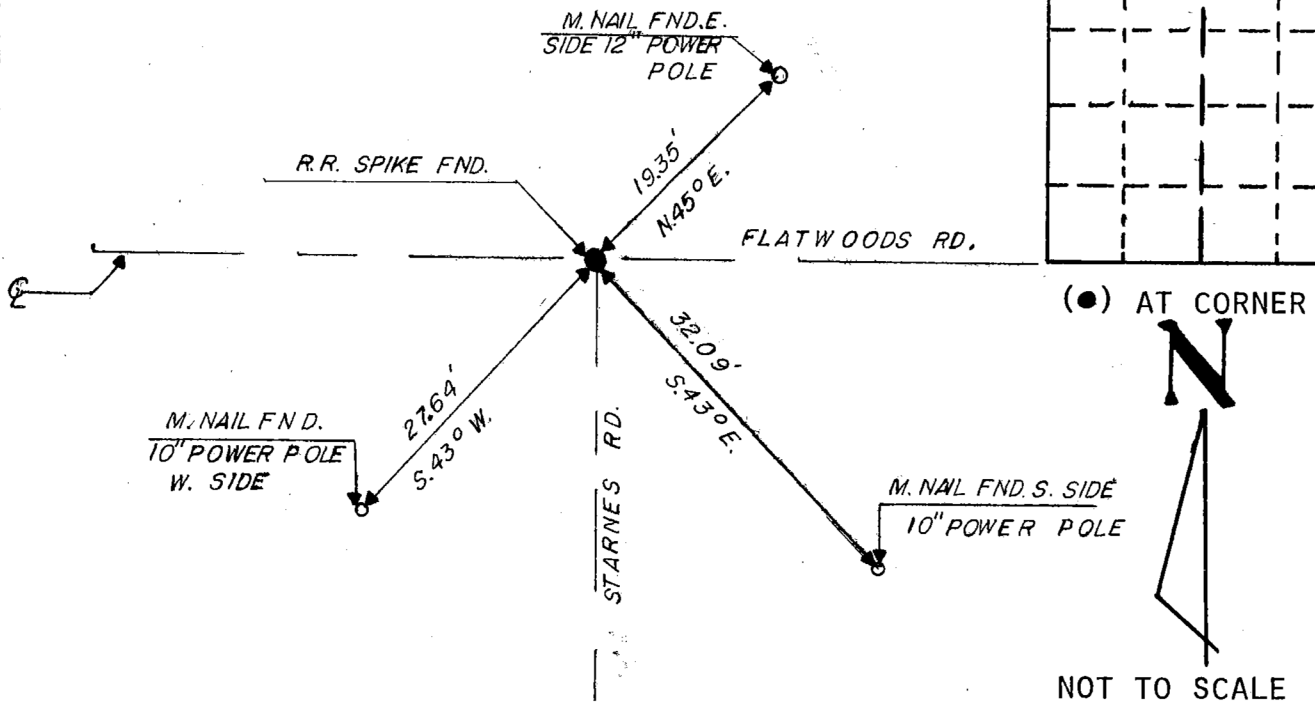 M. NAIL FND. E.
SIDE 12" POWER
POLE
R.R. SPIKE FND.
19.35'
N.45° E.
FLATWOODS RD.
℄
(●) AT CORNER
N
27.64'
S.43° W.
32.09'
S.43° E.
M. NAIL FND.
10" POWER POLE
W. SIDE
STARNES RD.
M. NAIL FND. S. SIDE
10" POWER POLE
NOT TO SCALE